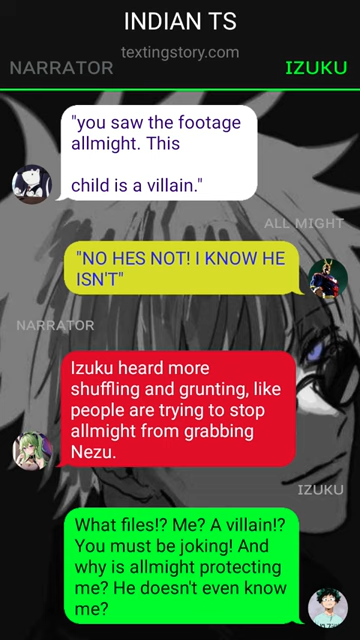 INDIAN TS
textingstory.com
NARRATOR
IZUKU
"you saw the footage
allmight. This
child is a villain."
ALL MIGHT
"NO HES NOT! I KNOW HE
ISN'T"
NARRATOR
Izuku heard more
shuffling and grunting, like
people are trying to stop
allmight from grabbing
Nezu.
IZUKU
What files!? Me? A villain!?
You must be joking! And
why is allmight protecting
me? He doesn't even know
me?